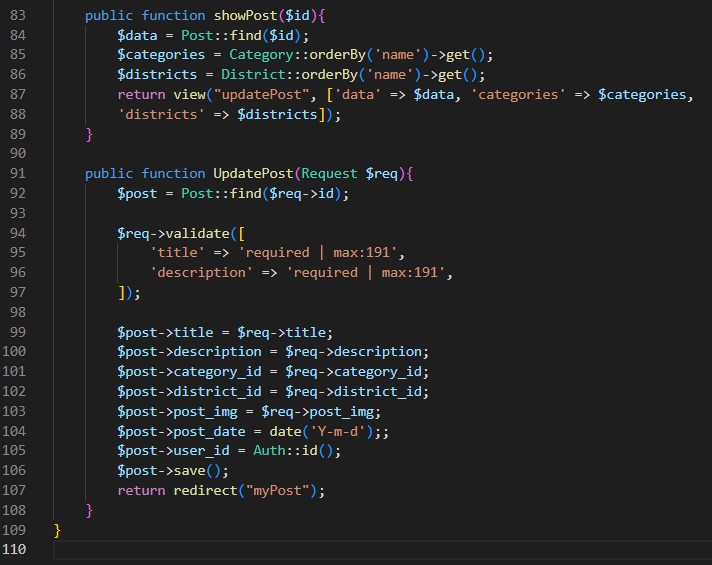 83 public function showPost($id){
84 $data = Post::find($id);
85 $categories = Category::orderBy('name')->get();
86 $districts = District::orderBy('name')->get();
87 return view("updatePost", ['data' => $data, 'categories' => $categories,
88 'districts' => $districts]);
89 }
90
91 public function UpdatePost(Request $req){
92 $post = Post::find($req->id);
93
94 $req->validate([
95 'title' => 'required | max:191',
96 'description' => 'required | max:191',
97 ]);
98
99 $post->title = $req->title;
100 $post->description = $req->description;
101 $post->category_id = $req->category_id;
102 $post->district_id = $req->district_id;
103 $post->post_img = $req->post_img;
104 $post->post_date = date('Y-m-d');;
105 $post->user_id = Auth::id();
106 $post->save();
107 return redirect("myPost");
108 }
109 }
110